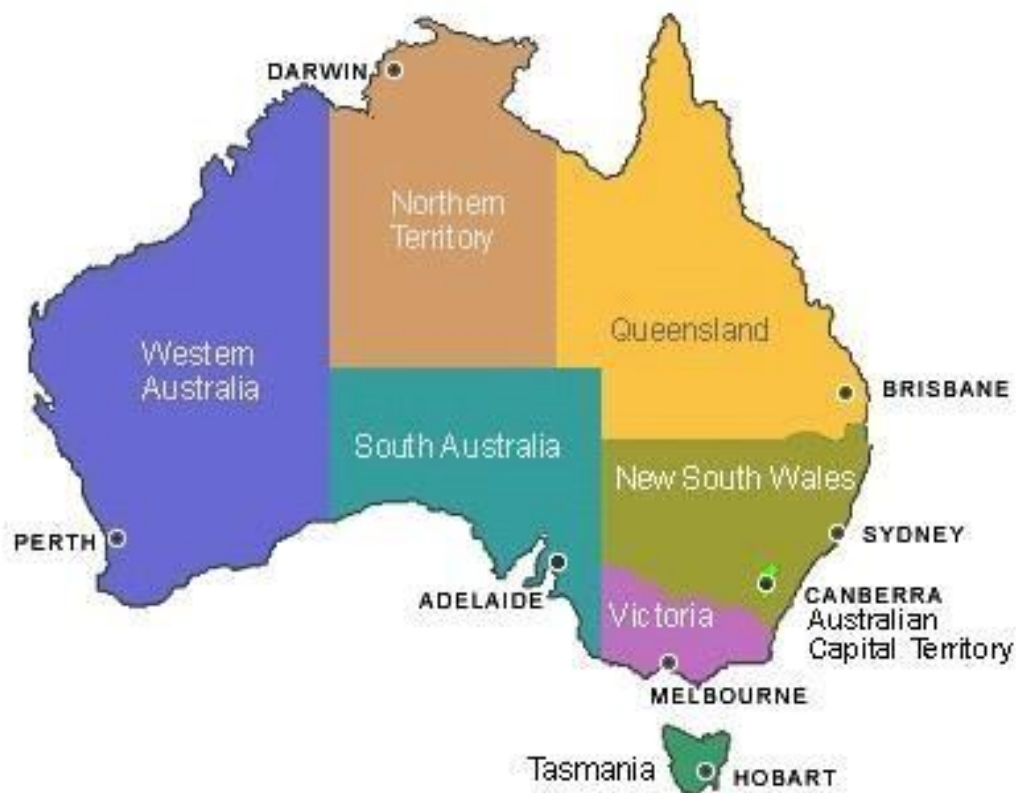 DARWIN
Northern
Territory
Queensland
Western
Australia
BRISBANE
South Australia
New South Wales
PERTH
SYDNEY
ADELAIDE
CANBERRA
Australian
Capital Territory
Victoria
MELBOURNE
Tasmania
HOBART